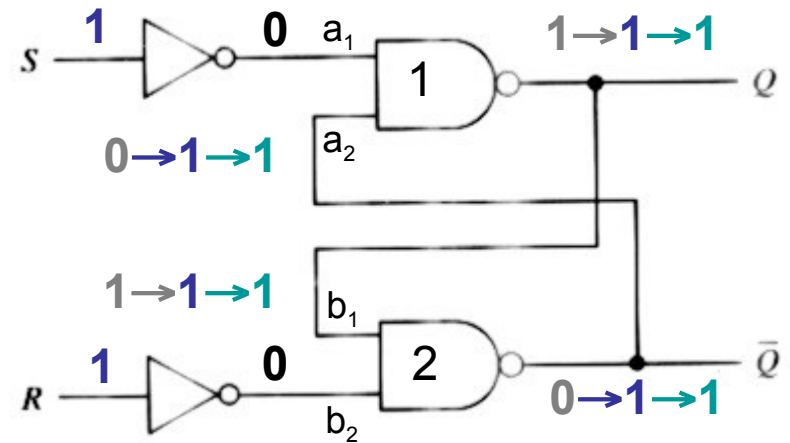 1 0 a₁ 1→1→1
S 1 Q
0→1→1 a₂
1→1→1 b₁
1 0 2 Q̅
R b₂ 0→1→1